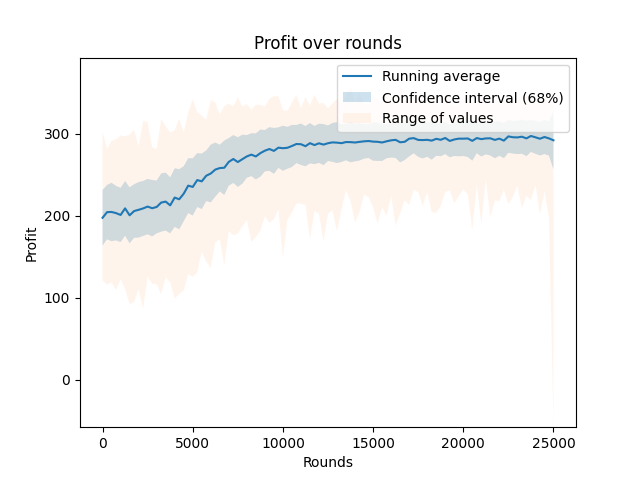 Profit over rounds
Running average
Confidence interval (68%)
Range of values
Profit
300
200
100
0
0 5000 10000 15000 20000 25000
Rounds